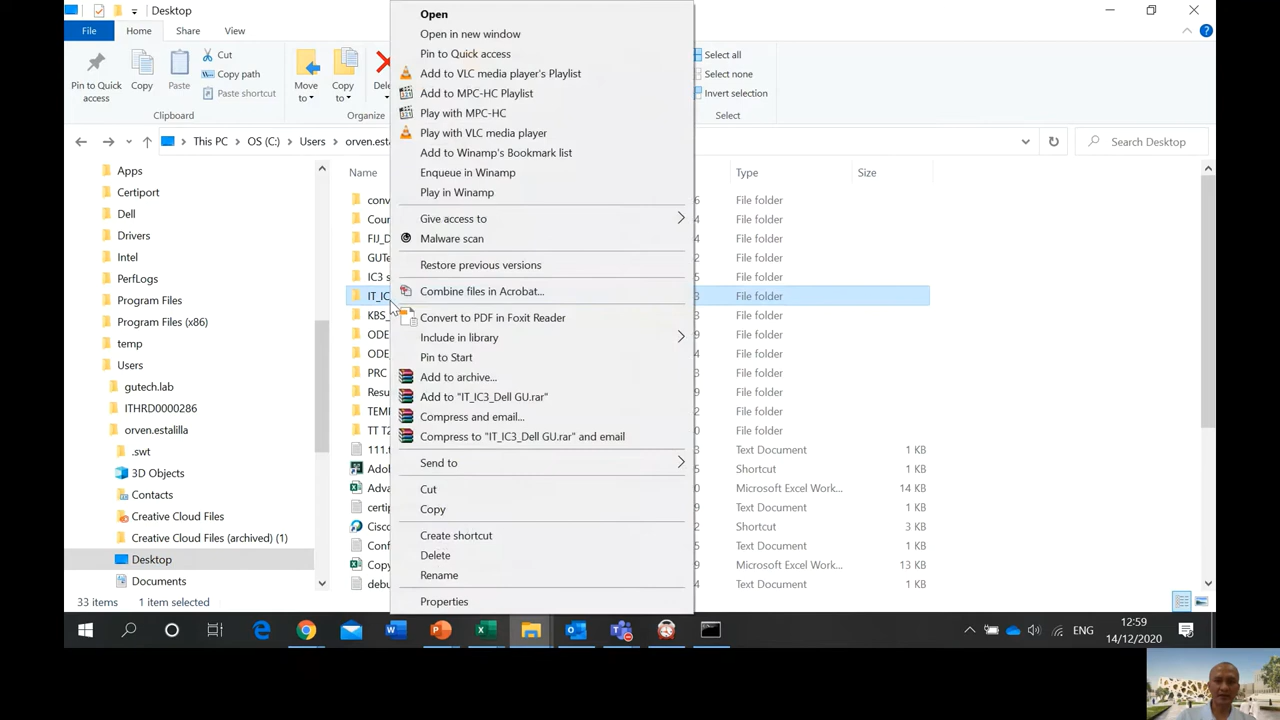 Desktop
File
Home
Share
View
Pin to Quick access
Copy
Paste
Cut
Copy path
Paste shortcut
Clipboard
Move to
Copy to
Organize
Select all
Select none
Invert selection
Select
This PC
OS (C:)
Users
Search Desktop
Apps
Certiport
Dell
Drivers
Intel
PerfLogs
Program Files
Program Files (x86)
temp
Users
gutech.lab
ITHRD0000286
orven.estalilla
.swt
3D Objects
Contacts
Creative Cloud Files
Creative Cloud Files (archived) (1)
Desktop
Documents
Name
Type
Size
File folder
File folder
File folder
File folder
File folder
File folder
File folder
File folder
File folder
File folder
File folder
File folder
File folder
Text Document 1 KB
Shortcut 1 KB
Microsoft Excel Work... 14 KB
Text Document 1 KB
Shortcut 3 KB
Text Document 1 KB
Microsoft Excel Work... 13 KB
Text Document 1 KB
Open
Open in new window
Pin to Quick access
Add to VLC media player's Playlist
Add to MPC-HC Playlist
Play with MPC-HC
Play with VLC media player
Add to Winamp's Bookmark list
Enqueue in Winamp
Play in Winamp
Give access to
Malware scan
Restore previous versions
Combine files in Acrobat...
Convert to PDF in Foxit Reader
Include in library
Pin to Start
Add to archive...
Add to "IT_IC3_Dell GU.rar"
Compress and email...
Compress to "IT_IC3_Dell GU.rar" and email
Send to
Cut
Copy
Create shortcut
Delete
Rename
Properties
33 items 1 item selected
ENG
12:59
14/12/2020